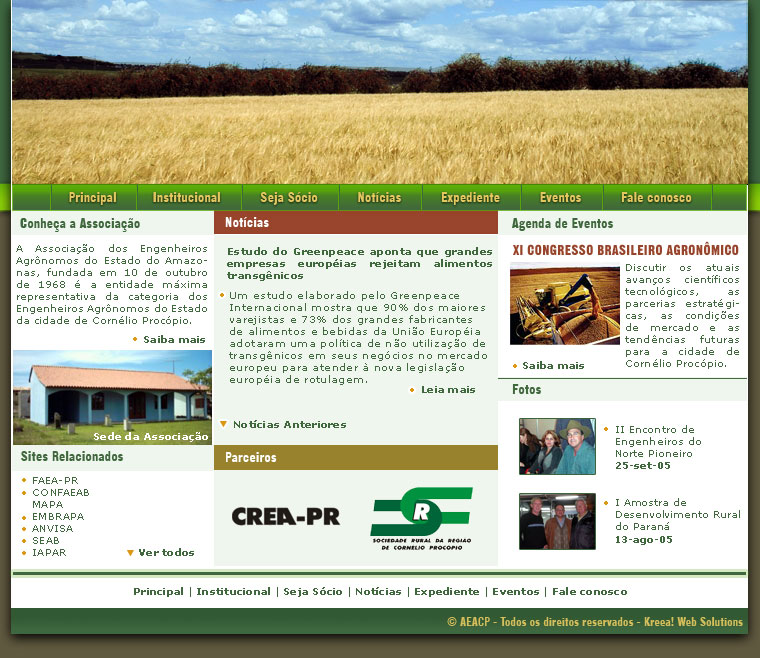 Principal Institucional Seja Sócio Notícias Expediente Eventos Fale conosco
Conheça a Associação
A Associação dos Engenheiros
Agrônomos do Estado do Amazo-
nas, fundada em 10 de outubro
de 1968 é a entidade máxima
representativa da categoria dos
Engenheiros Agrônomos do Estado
da cidade de Cornélio Procópio.
Saiba mais
Sede da Associação
Sites Relacionados
FAEA-PR
CONFAEAB
MAPA
EMBRAPA
ANVISA
SEAB
IAPAR
Ver todos
Notícias
Estudo do Greenpeace aponta que grandes
empresas européias rejeitam alimentos
transgênicos
Um estudo elaborado pelo Greenpeace
Internacional mostra que 90% dos maiores
varejistas e 73% dos grandes fabricantes
de alimentos e bebidas da União Européia
adotaram uma política de não utilização de
transgênicos em seus negócios no mercado
europeu para atender à nova legislação
européia de rotulagem.
Leia mais
Notícias Anteriores
Parceiros
CREA-PR
SR
SOCIEDADE RURAL DA REGIÃO
DE CORNÉLIO PROCÓPIO
Agenda de Eventos
XI CONGRESSO BRASILEIRO AGRONÔMICO
Discutir os atuais
avanços científicos
tecnológicos, as
parcerias estratégi-
cas, as condições
de mercado e as
tendências futuras
para a cidade de
Cornélio Procópio.
Saiba mais
Fotos
II Encontro de
Engenheiros do
Norte Pioneiro
25-set-05
I Amostra de
Desenvolvimento Rural
do Paraná
13-ago-05
Principal | Institucional | Seja Sócio | Notícias | Expediente | Eventos | Fale conosco
© AEACP - Todos os direitos reservados - Kreea! Web Solutions